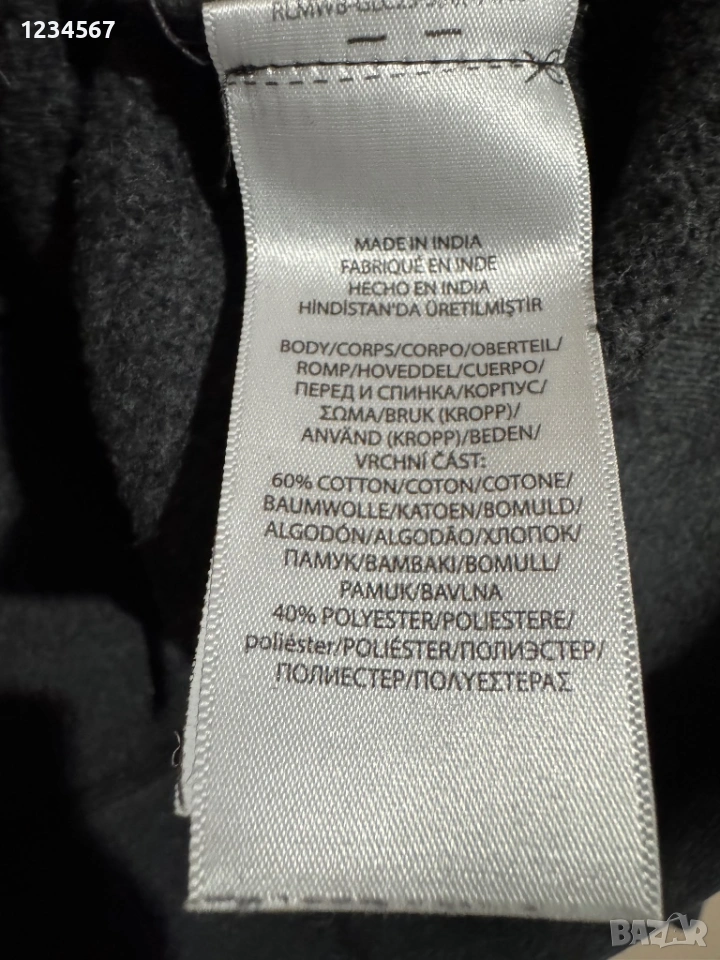 1234567
MADE IN INDIA
FABRIQUÉ EN INDE
HECHO EN INDIA
HİNDİSTAN'DA ÜRETİLMİŞTİR
BODY/CORPS/CORPO/OBERTEIL/
ROMP/HOVEDDEL/CUERPO/
ПЕРЕД И СПИНКА/КОРПУС/
ΣΩΜΑ/BRUK (KROPP)/
ANVÄND (KROPP)/BEDEN/
VRCHNÍ ČÁST:
60% COTTON/COTON/COTONE/
BAUMWOLLE/KATOEN/BOMULD/
ALGODÓN/ALGODÃO/ХЛОПОК/
ПАМУК/BAMBAKI/BOMULL/
PAMUK/BAVLNA
40% POLYESTER/POLIESTERE/
poliéster/POLIÉSTER/ПОЛИЭСТЕР/
ПОЛИЕСТЕР/ΠΟΛΥΕΣΤΕΡΑΣ
BAZAR